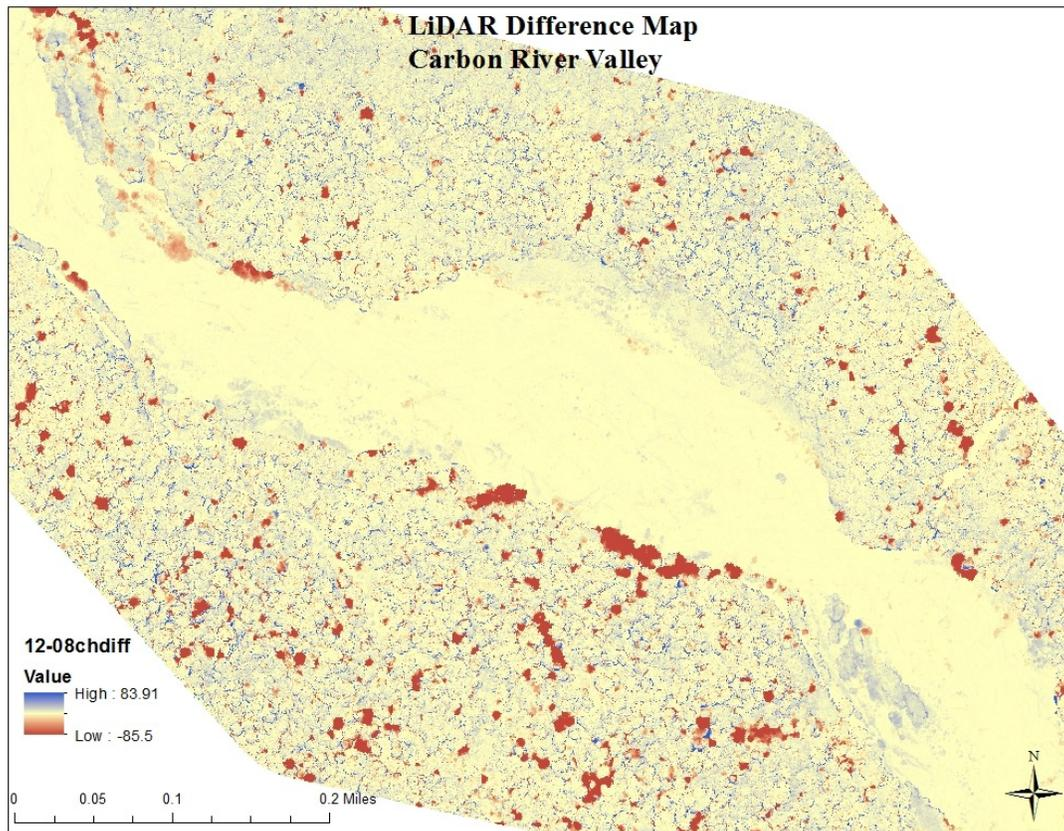 LiDAR Difference Map
Carbon River Valley
12-08chdiff
Value
High : 83.91
Low : -85.5
N
0 0.05 0.1 0.2 Miles